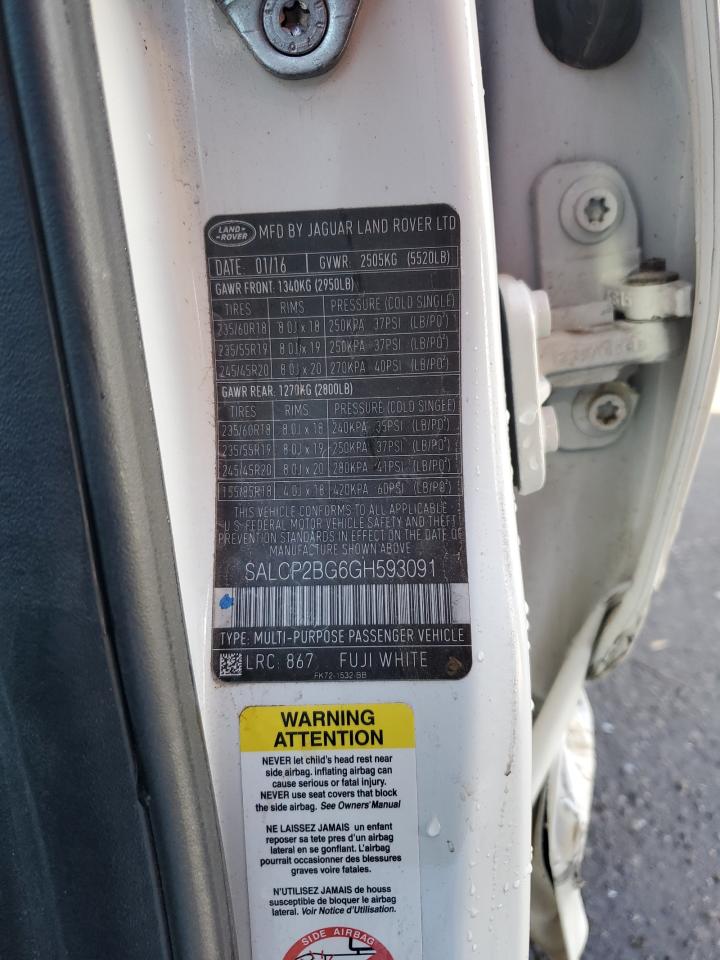 LAND ROVER MFD BY JAGUAR LAND ROVER LTD
DATE: 01/16 GVWR. 2505KG (5520LB)
GAWR FRONT. 1340KG (2950LB)
TIRES RIMS PRESSURE (COLD SINGLE)
235/60R18 8.0J x 18 250KPA 37PSI (LB/PO²)
235/55R19 8.0J x 19 250KPA 37PSI (LB/PO²)
245/45R20 8.0J x 20 270KPA 40PSI (LB/PO²)
GAWR REAR. 1270KG (2800LB)
TIRES RIMS PRESSURE (COLD SINGLE)
235/60R18 8.0J x 18 240KPA 35PSI (LB/PO²)
235/55R19 8.0J x 19 250KPA 37PSI (LB/PO²)
245/45R20 8.0J x 20 280KPA 41PSI (LB/PO²)
155/85R18 4.0J x 18 420KPA 60PSI (LB/PO²)
THIS VEHICLE CONFORMS TO ALL APPLICABLE
U.S. FEDERAL MOTOR VEHICLE SAFETY AND THEFT
PREVENTION STANDARDS IN EFFECT ON THE DATE OF
MANUFACTURE SHOWN ABOVE
SALCP2BG6GH593091
TYPE: MULTI-PURPOSE PASSENGER VEHICLE
LRC: 867 FUJI WHITE
FK72-1532-BB
WARNING
ATTENTION
NEVER let child's head rest near
side airbag. inflating airbag can
cause serious or fatal injury.
NEVER use seat covers that block
the side airbag. See Owners' Manual
NE LAISSEZ JAMAIS un enfant
reposer sa tete pres d'un airbag
lateral en se gonflant. L'airbag
pourrait occasionner des blessures
graves voire fatales.
N'UTILISEZ JAMAIS de houss
susceptible de bloquer un airbag
lateral. Voir Notice d'Utilisation.
SIDE AIRBAG